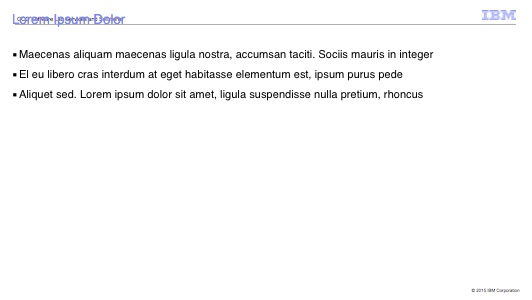 Lorem Ipsum Dolor
IBM
▪ Maecenas aliquam maecenas ligula nostra, accumsan taciti. Sociis mauris in integer
▪ El eu libero cras interdum at eget habitasse elementum est, ipsum purus pede
▪ Aliquet sed. Lorem ipsum dolor sit amet, ligula suspendisse nulla pretium, rhoncus
© 2015 IBM Corporation